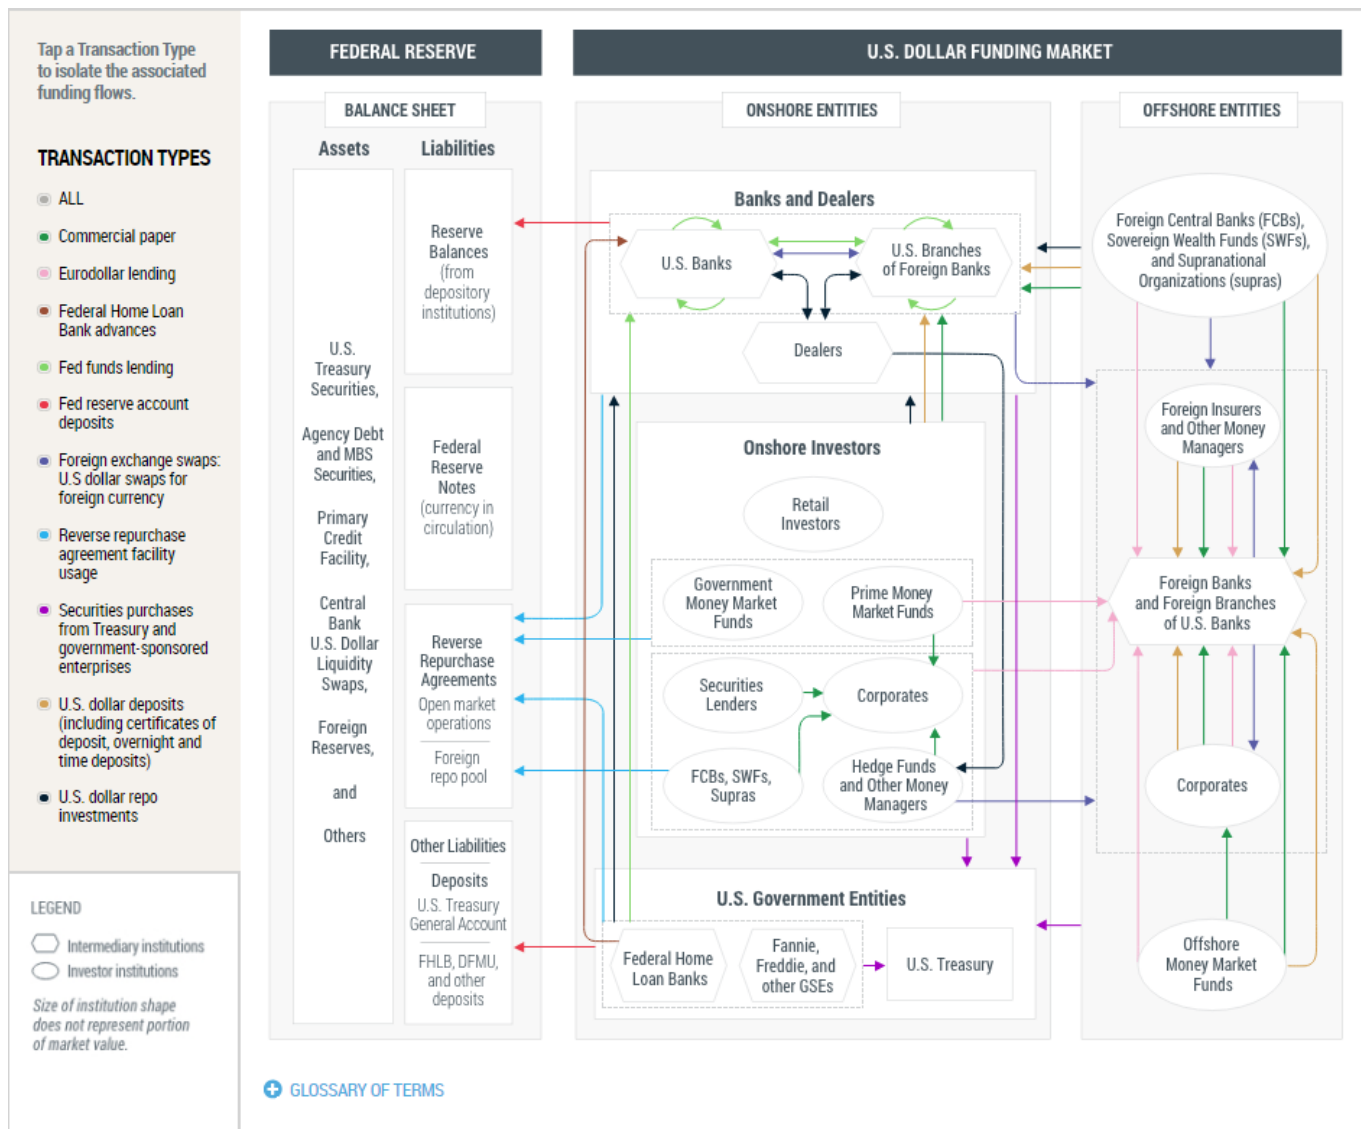 Tap a Transaction Type
to isolate the associated
funding flows.
TRANSACTION TYPES
ALL
Commercial paper
Eurodollar lending
Federal Home Loan
Bank advances
Fed funds lending
Fed reserve account
deposits
Foreign exchange swaps:
U.S dollar swaps for
foreign currency
Reverse repurchase
agreement facility
usage
Securities purchases
from Treasury and
government-sponsored
enterprises
U.S. dollar deposits
(including certificates of
deposit, overnight and
time deposits)
U.S. dollar repo
investments
LEGEND
Intermediary institutions
Investor institutions
Size of institution shape
does not represent portion
of market value.
FEDERAL RESERVE
BALANCE SHEET
Assets
Liabilities
U.S.
Treasury
Securities,
Agency Debt
and MBS
Securities,
Primary
Credit
Facility,
Central
Bank
U.S. Dollar
Liquidity
Swaps,
Foreign
Reserves,
and
Others
Reserve
Balances
(from
depository
institutions)
Federal
Reserve
Notes
(currency in
circulation)
Reverse
Repurchase
Agreements
Open market
operations
Foreign
repo pool
Other Liabilities
Deposits
U.S. Treasury
General Account
FHLB, DFMU,
and other
deposits
U.S. DOLLAR FUNDING MARKET
ONSHORE ENTITIES
Banks and Dealers
U.S. Banks
U.S. Branches
of Foreign Banks
Dealers
Onshore Investors
Retail
Investors
Government
Money Market
Funds
Prime Money
Market Funds
Securities
Lenders
Corporates
FCBs, SWFs,
Supras
Hedge Funds
and Other Money
Managers
U.S. Government Entities
Federal Home
Loan Banks
Fannie,
Freddie, and
other GSEs
U.S. Treasury
OFFSHORE ENTITIES
Foreign Central Banks (FCBs),
Sovereign Wealth Funds (SWFs),
and Supranational
Organizations (supras)
Foreign Insurers
and Other Money
Managers
Foreign Banks
and Foreign Branches
of U.S. Banks
Corporates
Offshore
Money Market
Funds
GLOSSARY OF TERMS